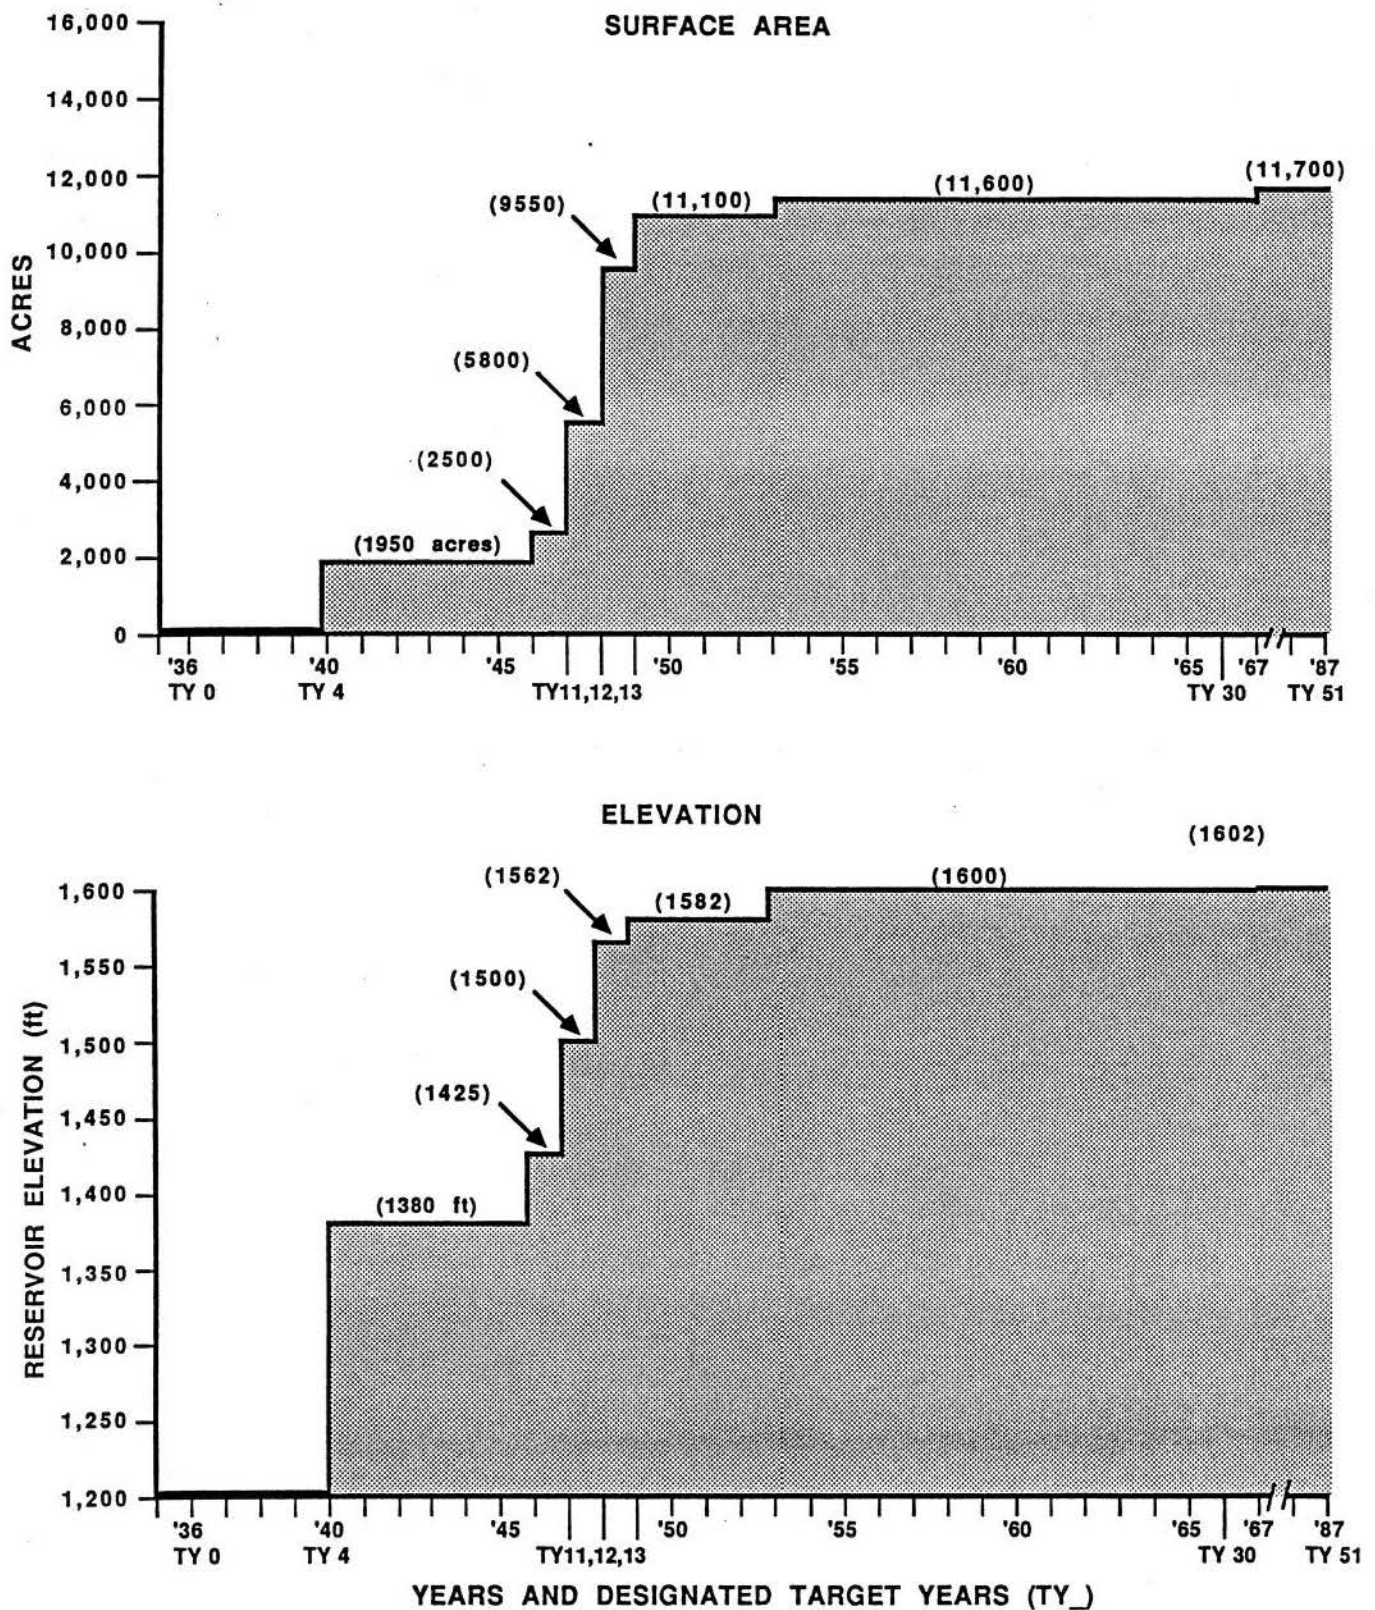 SURFACE AREA
16,000
14,000
12,000
10,000
8,000
6,000
4,000
2,000
0
ACRES
(1950 acres)
(2500)
(5800)
(9550)
(11,100)
(11,600)
(11,700)
'36 '40 '45 '50 '55 '60 '65 '67 '87
TY 0 TY 4 TY11,12,13 TY 30 TY 51
ELEVATION
1,600
1,550
1,500
1,450
1,400
1,350
1,300
1,250
1,200
RESERVOIR ELEVATION (ft)
(1380 ft)
(1425)
(1500)
(1562)
(1582)
(1600)
(1602)
'36 '40 '45 '50 '55 '60 '65 '67 '87
TY 0 TY 4 TY11,12,13 TY 30 TY 51
YEARS AND DESIGNATED TARGET YEARS (TY_)